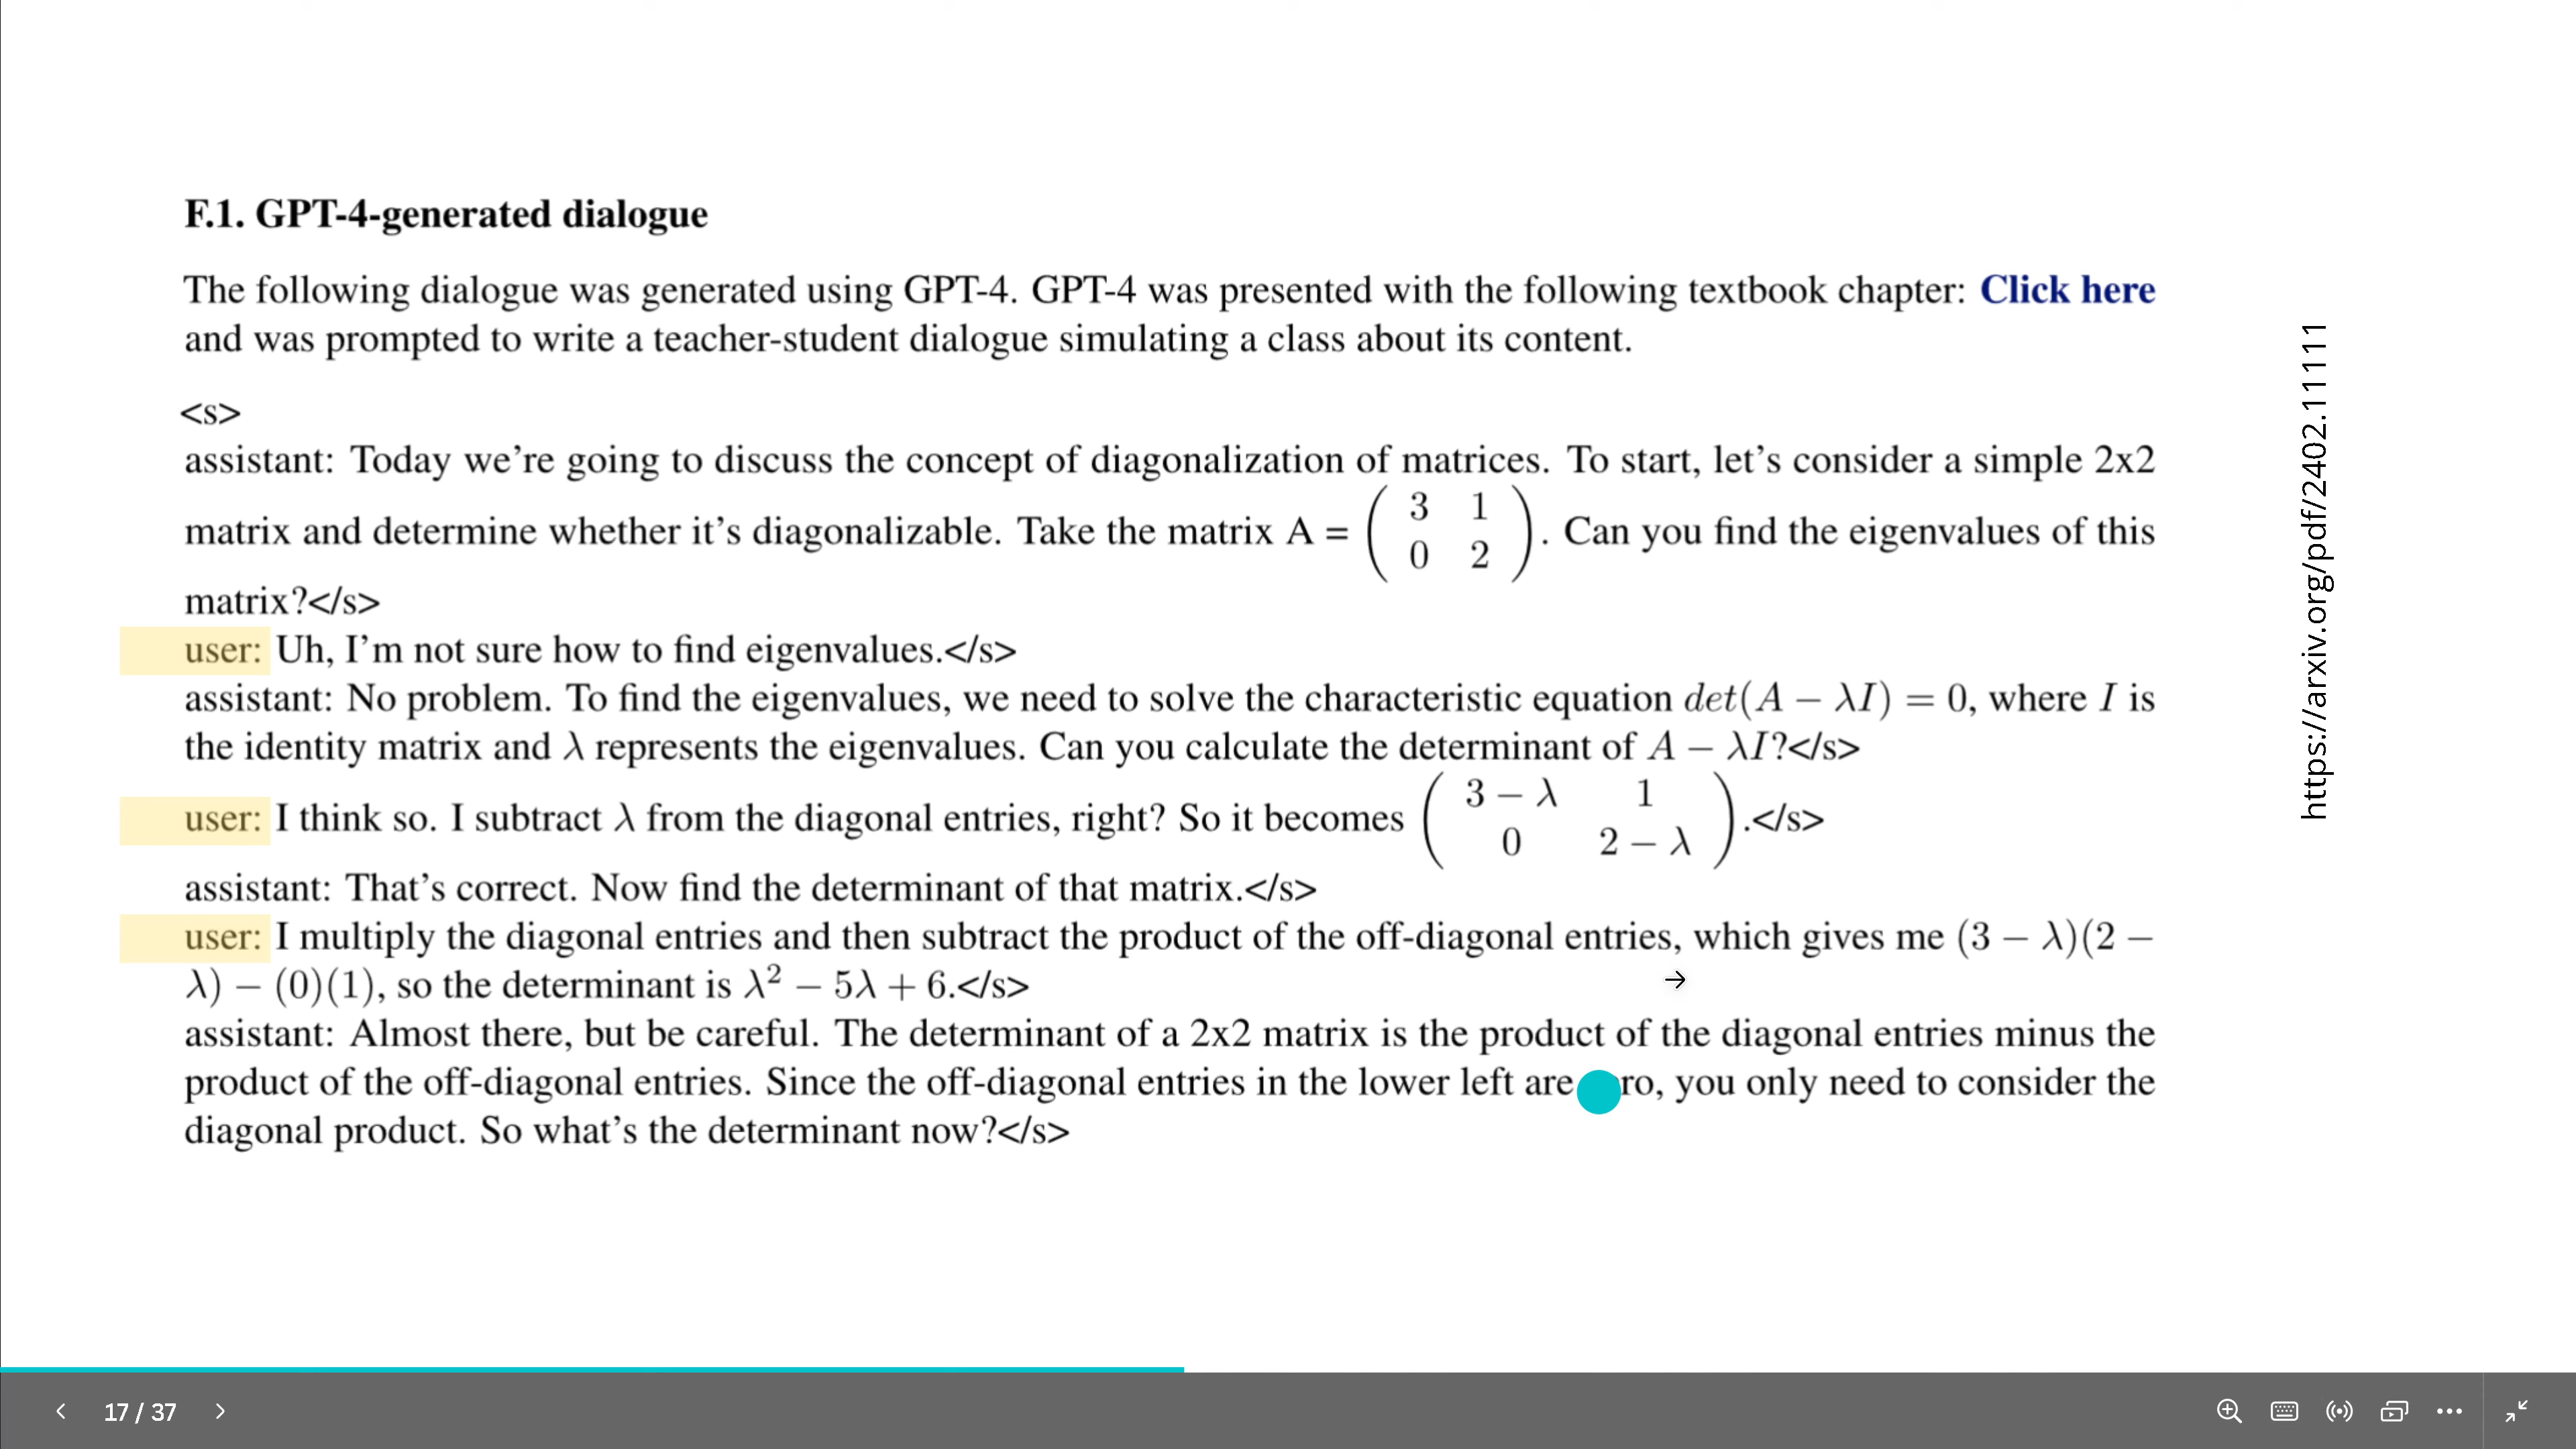 F.1. GPT-4-generated dialogue
The following dialogue was generated using GPT-4. GPT-4 was presented with the following textbook chapter: Click here
and was prompted to write a teacher-student dialogue simulating a class about its content.
<s>
assistant: Today we're going to discuss the concept of diagonalization of matrices. To start, let's consider a simple 2x2
matrix and determine whether it's diagonalizable. Take the matrix A = ( 3 1 0 2 ). Can you find the eigenvalues of this
matrix?</s>
user: Uh, I'm not sure how to find eigenvalues.</s>
assistant: No problem. To find the eigenvalues, we need to solve the characteristic equation det(A − λI) = 0, where I is
the identity matrix and λ represents the eigenvalues. Can you calculate the determinant of A − λI?</s>
user: I think so. I subtract λ from the diagonal entries, right? So it becomes ( 3 − λ 1 0 2 − λ ).</s>
assistant: That's correct. Now find the determinant of that matrix.</s>
user: I multiply the diagonal entries and then subtract the product of the off-diagonal entries, which gives me (3 − λ)(2 −
λ) − (0)(1), so the determinant is λ² − 5λ + 6.</s>
assistant: Almost there, but be careful. The determinant of a 2x2 matrix is the product of the diagonal entries minus the
product of the off-diagonal entries. Since the off-diagonal entries in the lower left are ro, you only need to consider the
diagonal product. So what's the determinant now?</s>
https://arxiv.org/pdf/2402.11111
17 / 37